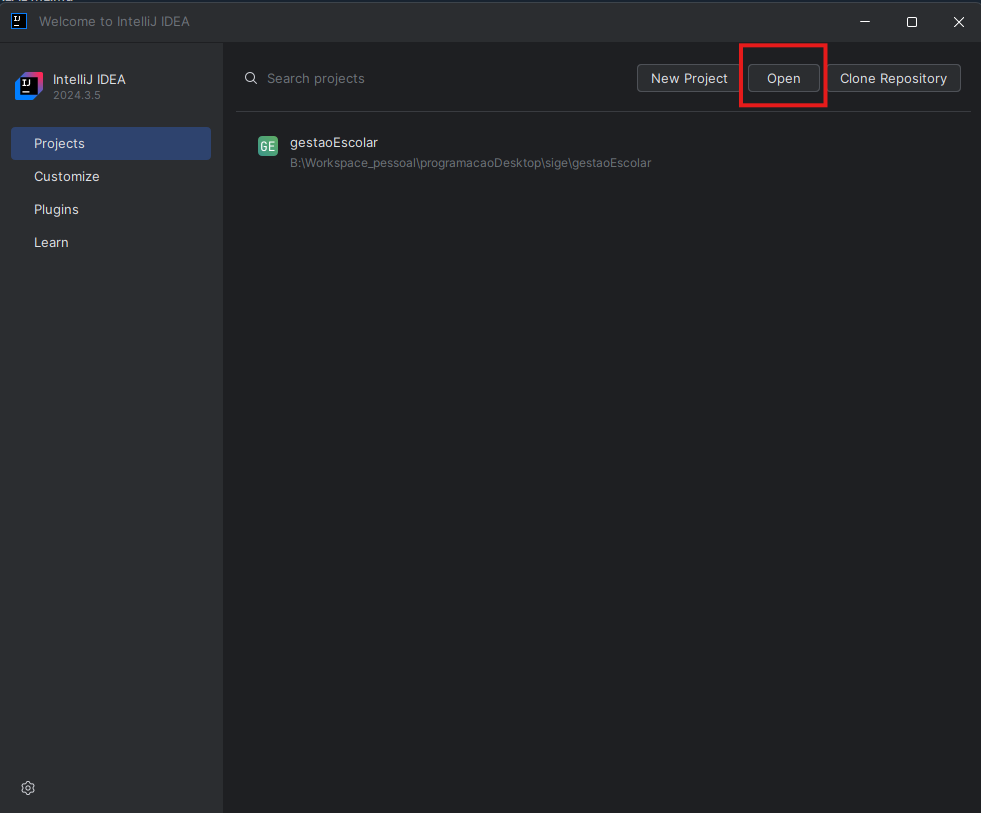 Welcome to IntelliJ IDEA
IntelliJ IDEA
2024.3.5
Projects
Customize
Plugins
Learn
Search projects
New Project
Open
Clone Repository
GE
gestaoEscolar
B:\Workspace_pessoal\programacaoDesktop\sige\gestaoEscolar